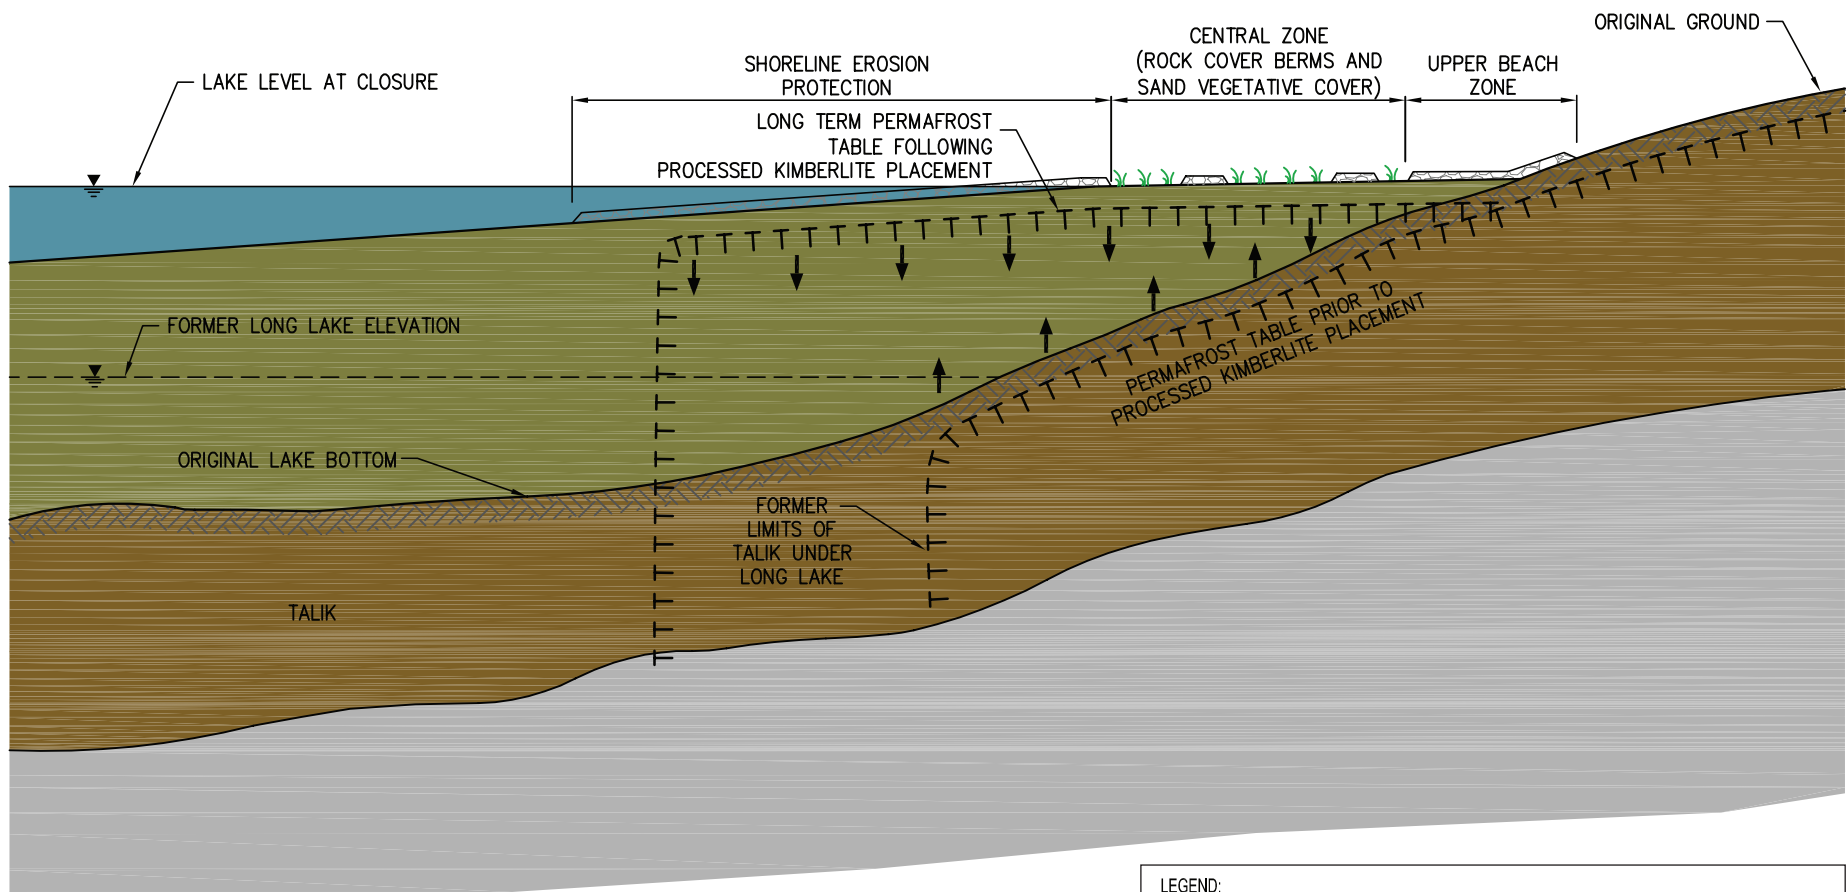 ORIGINAL GROUND
CENTRAL ZONE
(ROCK COVER BERMS AND
SAND VEGETATIVE COVER)
SHORELINE EROSION
PROTECTION
UPPER BEACH
ZONE
LAKE LEVEL AT CLOSURE
LONG TERM PERMAFROST
TABLE FOLLOWING
PROCESSED KIMBERLITE PLACEMENT
FORMER LONG LAKE ELEVATION
PERMAFROST TABLE PRIOR TO
PROCESSED KIMBERLITE PLACEMENT
ORIGINAL LAKE BOTTOM
FORMER
LIMITS OF
TALIK UNDER
LONG LAKE
TALIK
LEGEND: